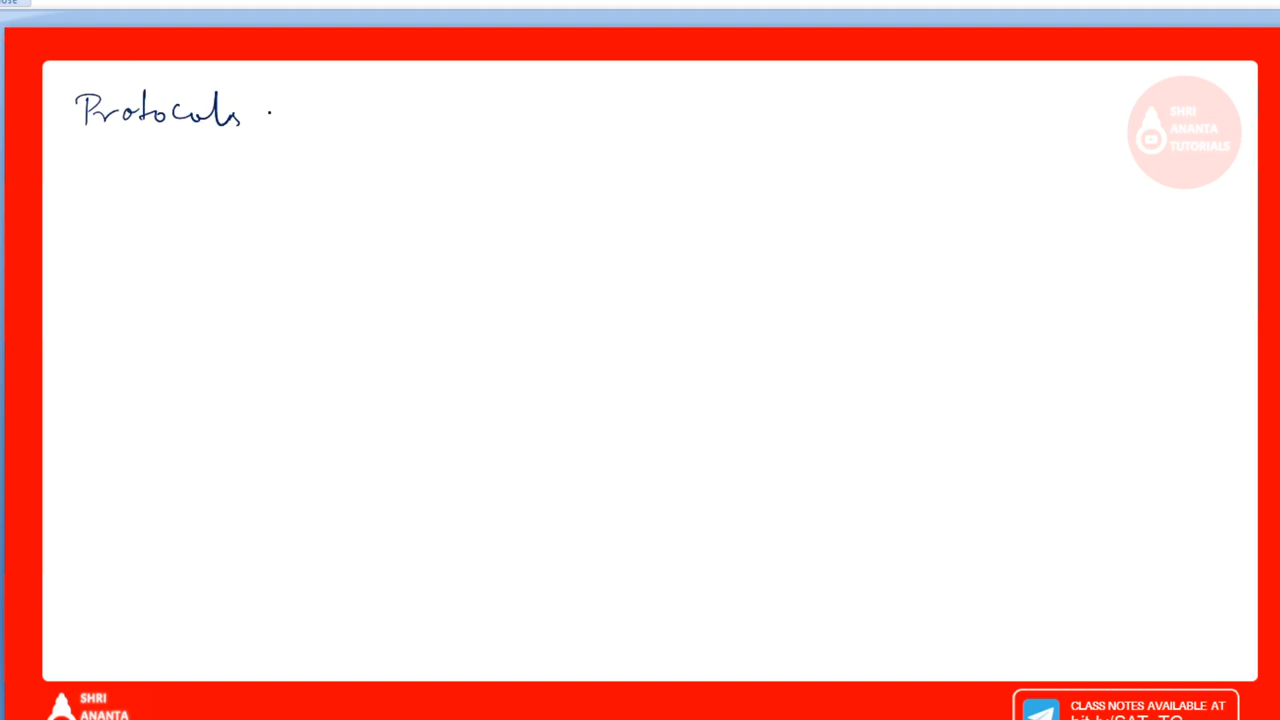 Protocols .
SHRI
ANANTA
TUTORIALS
SHRI
ANANTA
CLASS NOTES AVAILABLE AT